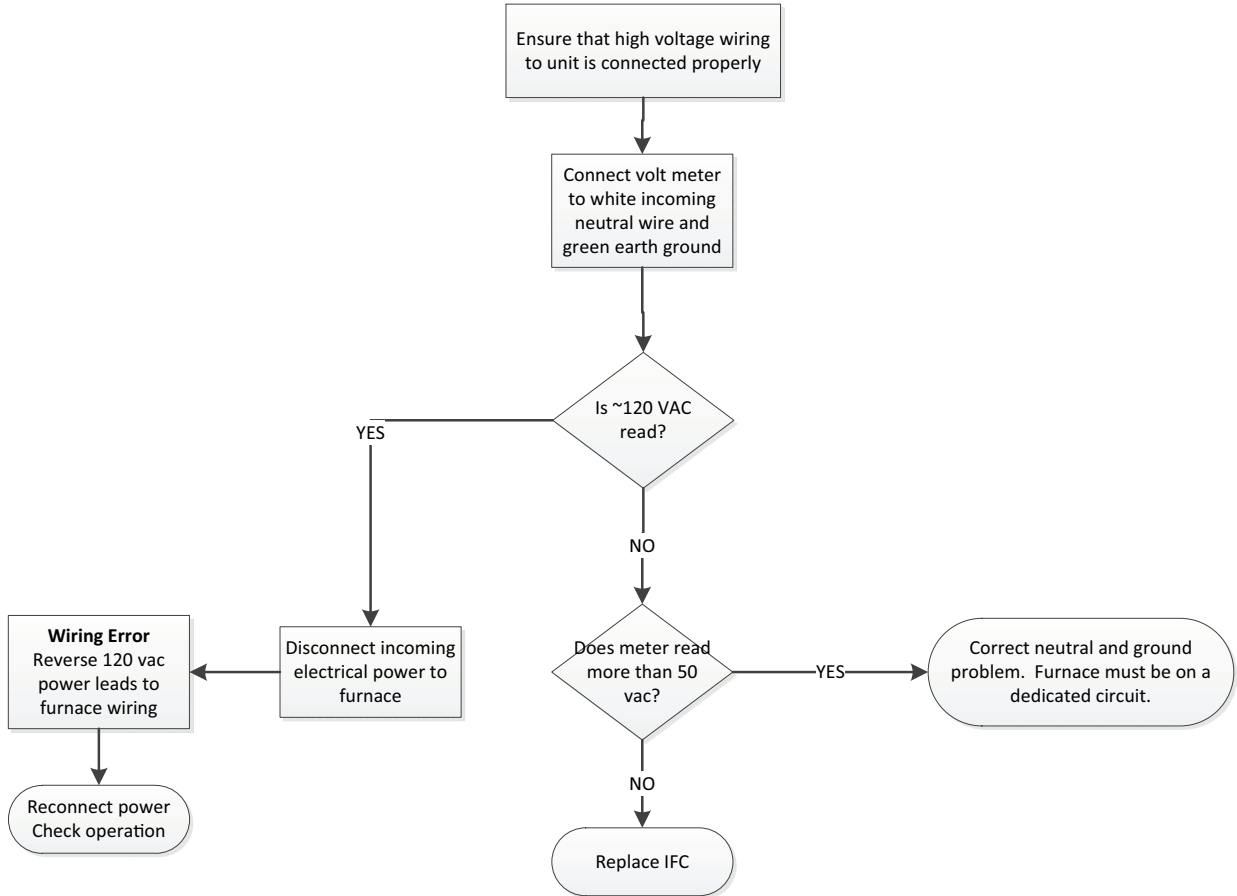 Ensure that high voltage wiring
to unit is connected properly
Connect volt meter
to white incoming
neutral wire and
green earth ground
Is ~120 VAC
read?
YES
NO
Wiring Error
Reverse 120 vac
power leads to
furnace wiring
Disconnect incoming
electrical power to
furnace
Does meter read
more than 50
vac?
YES
Correct neutral and ground
problem.  Furnace must be on a
dedicated circuit.
NO
Reconnect power
Check operation
Replace IFC